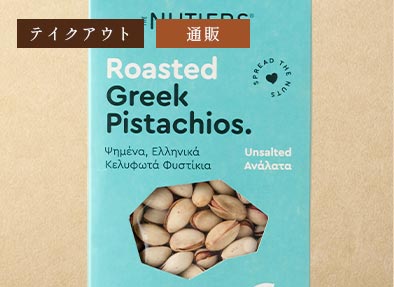 テイクアウト
通販
NUTIERS®
Roasted
Greek
Pistachios.
SPREAD THE NUTS
Ψημένα, Ελληνικά
Κελυφωτά Φυστίκια
Unsalted
Ανάλατα